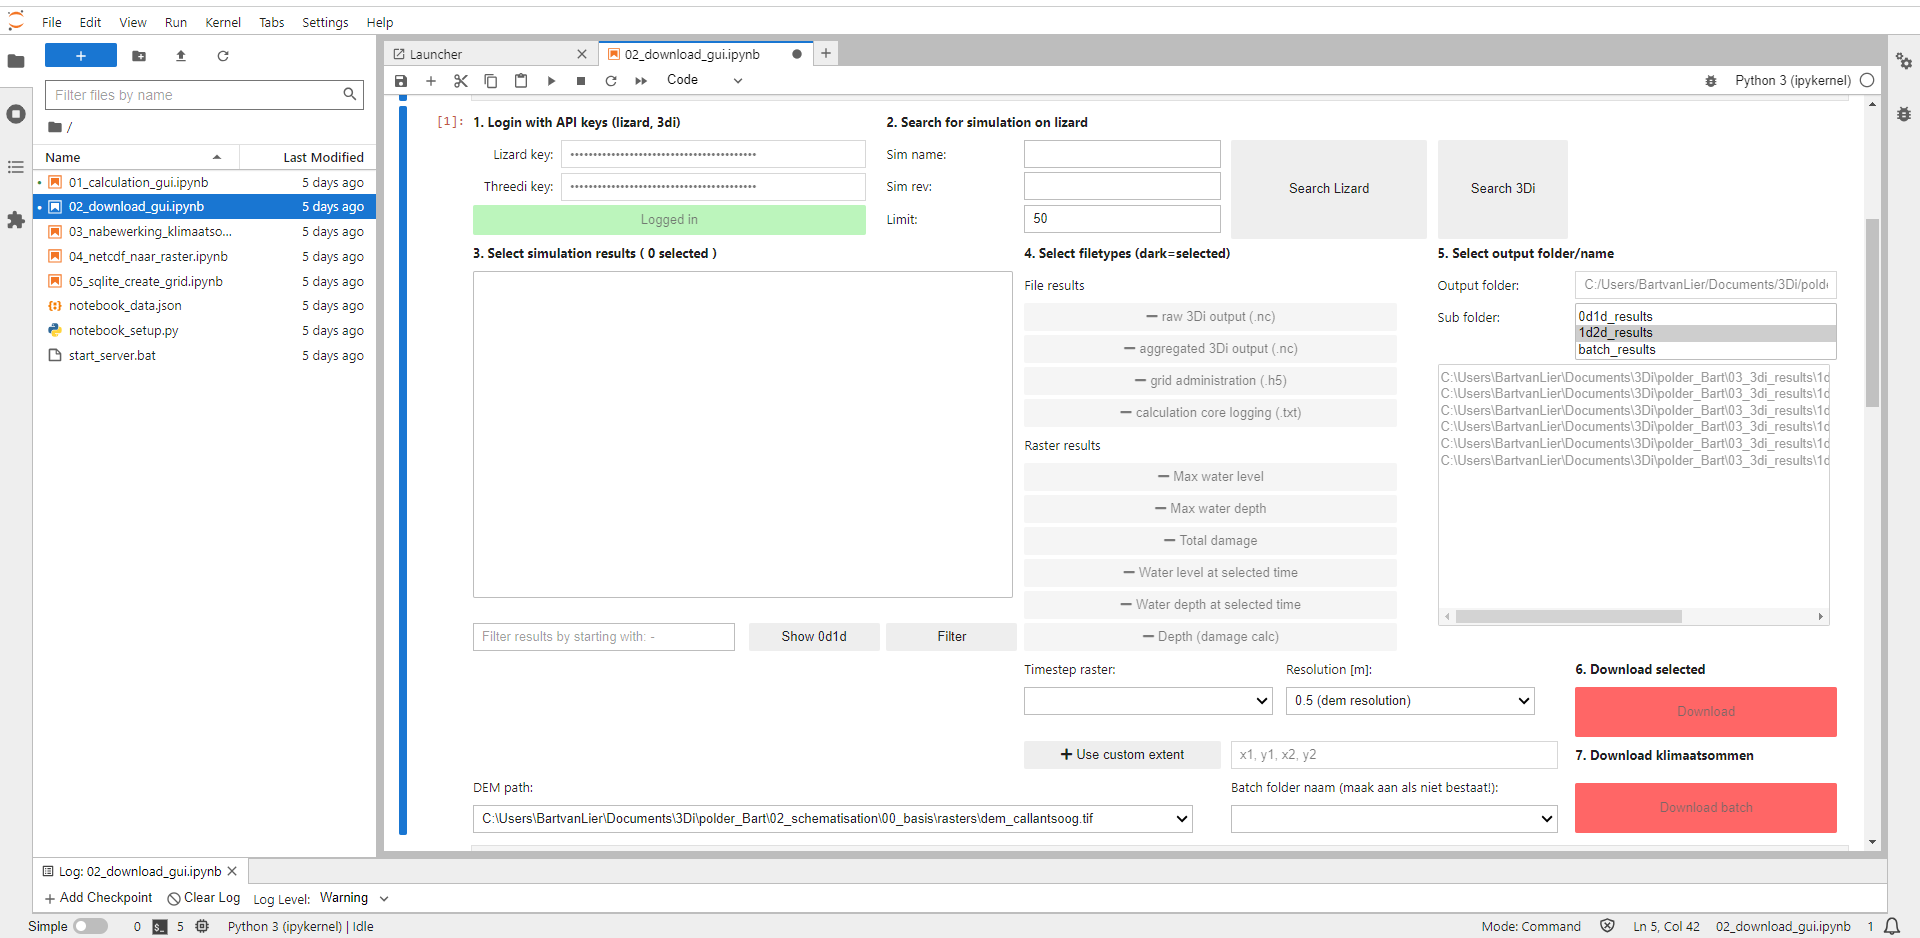 File Edit View Run Kernel Tabs Settings Help
Filter files by name
/
Name Last Modified
01_calculation_gui.ipynb 5 days ago
02_download_gui.ipynb 5 days ago
03_nabewerking_klimaatso... 5 days ago
04_netcdf_naar_raster.ipynb 5 days ago
05_sqlite_create_grid.ipynb 5 days ago
notebook_data.json 5 days ago
notebook_setup.py 5 days ago
start_server.bat 5 days ago
Launcher
02_download_gui.ipynb
Code
Python 3 (ipykernel)
[1]:
1. Login with API keys (lizard, 3di)
Lizard key:
Threedi key:
Logged in
2. Search for simulation on lizard
Sim name:
Sim rev:
Limit: 50
Search Lizard
Search 3Di
3. Select simulation results ( 0 selected )
Filter results by starting with: -
Show 0d1d
Filter
4. Select filetypes (dark=selected)
File results
raw 3Di output (.nc)
aggregated 3Di output (.nc)
grid administration (.h5)
calculation core logging (.txt)
Raster results
Max water level
Max water depth
Total damage
Water level at selected time
Water depth at selected time
Depth (damage calc)
5. Select output folder/name
Output folder: C:/Users/BartvanLier/Documents/3Di/polde
Sub folder:
0d1d_results
1d2d_results
batch_results
C:\Users\BartvanLier\Documents\3Di\polder_Bart\03_3di_results\1d
C:\Users\BartvanLier\Documents\3Di\polder_Bart\03_3di_results\1d
C:\Users\BartvanLier\Documents\3Di\polder_Bart\03_3di_results\1d
C:\Users\BartvanLier\Documents\3Di\polder_Bart\03_3di_results\1d
C:\Users\BartvanLier\Documents\3Di\polder_Bart\03_3di_results\1d
C:\Users\BartvanLier\Documents\3Di\polder_Bart\03_3di_results\1d
Timestep raster:
Resolution [m]:
0.5 (dem resolution)
6. Download selected
Download
Use custom extent
x1, y1, x2, y2
7. Download klimaatsommen
DEM path:
C:\Users\BartvanLier\Documents\3Di\polder_Bart\02_schematisation\00_basis\rasters\dem_callantsoog.tif
Batch folder naam (maak aan als niet bestaat!):
Download batch
Log: 02_download_gui.ipynb
Add Checkpoint Clear Log Log Level: Warning
Simple 0 5 Python 3 (ipykernel) | Idle Mode: Command Ln 5, Col 42 02_download_gui.ipynb 1